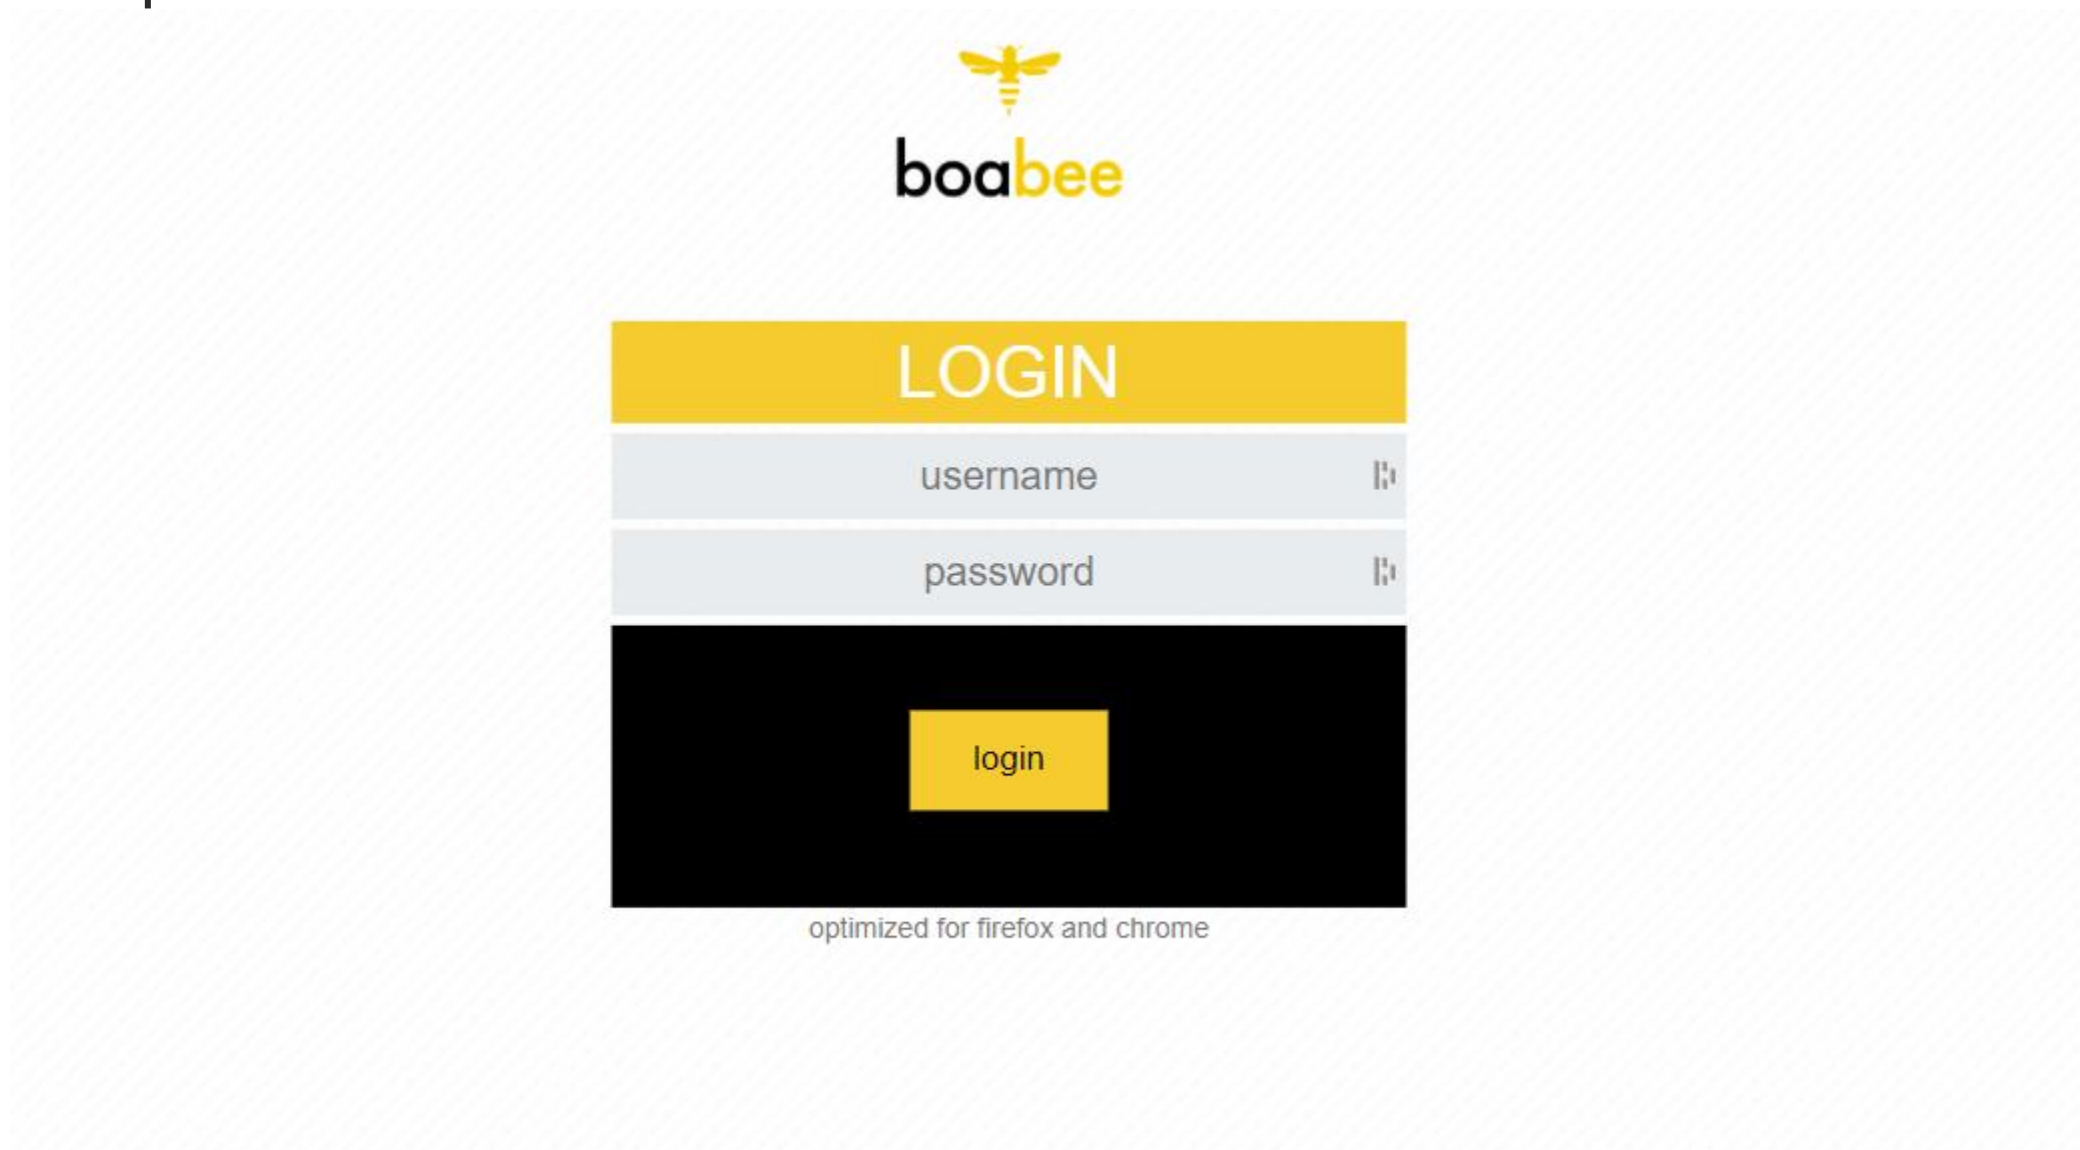 boabee
LOGIN
username
password
login
optimized for firefox and chrome